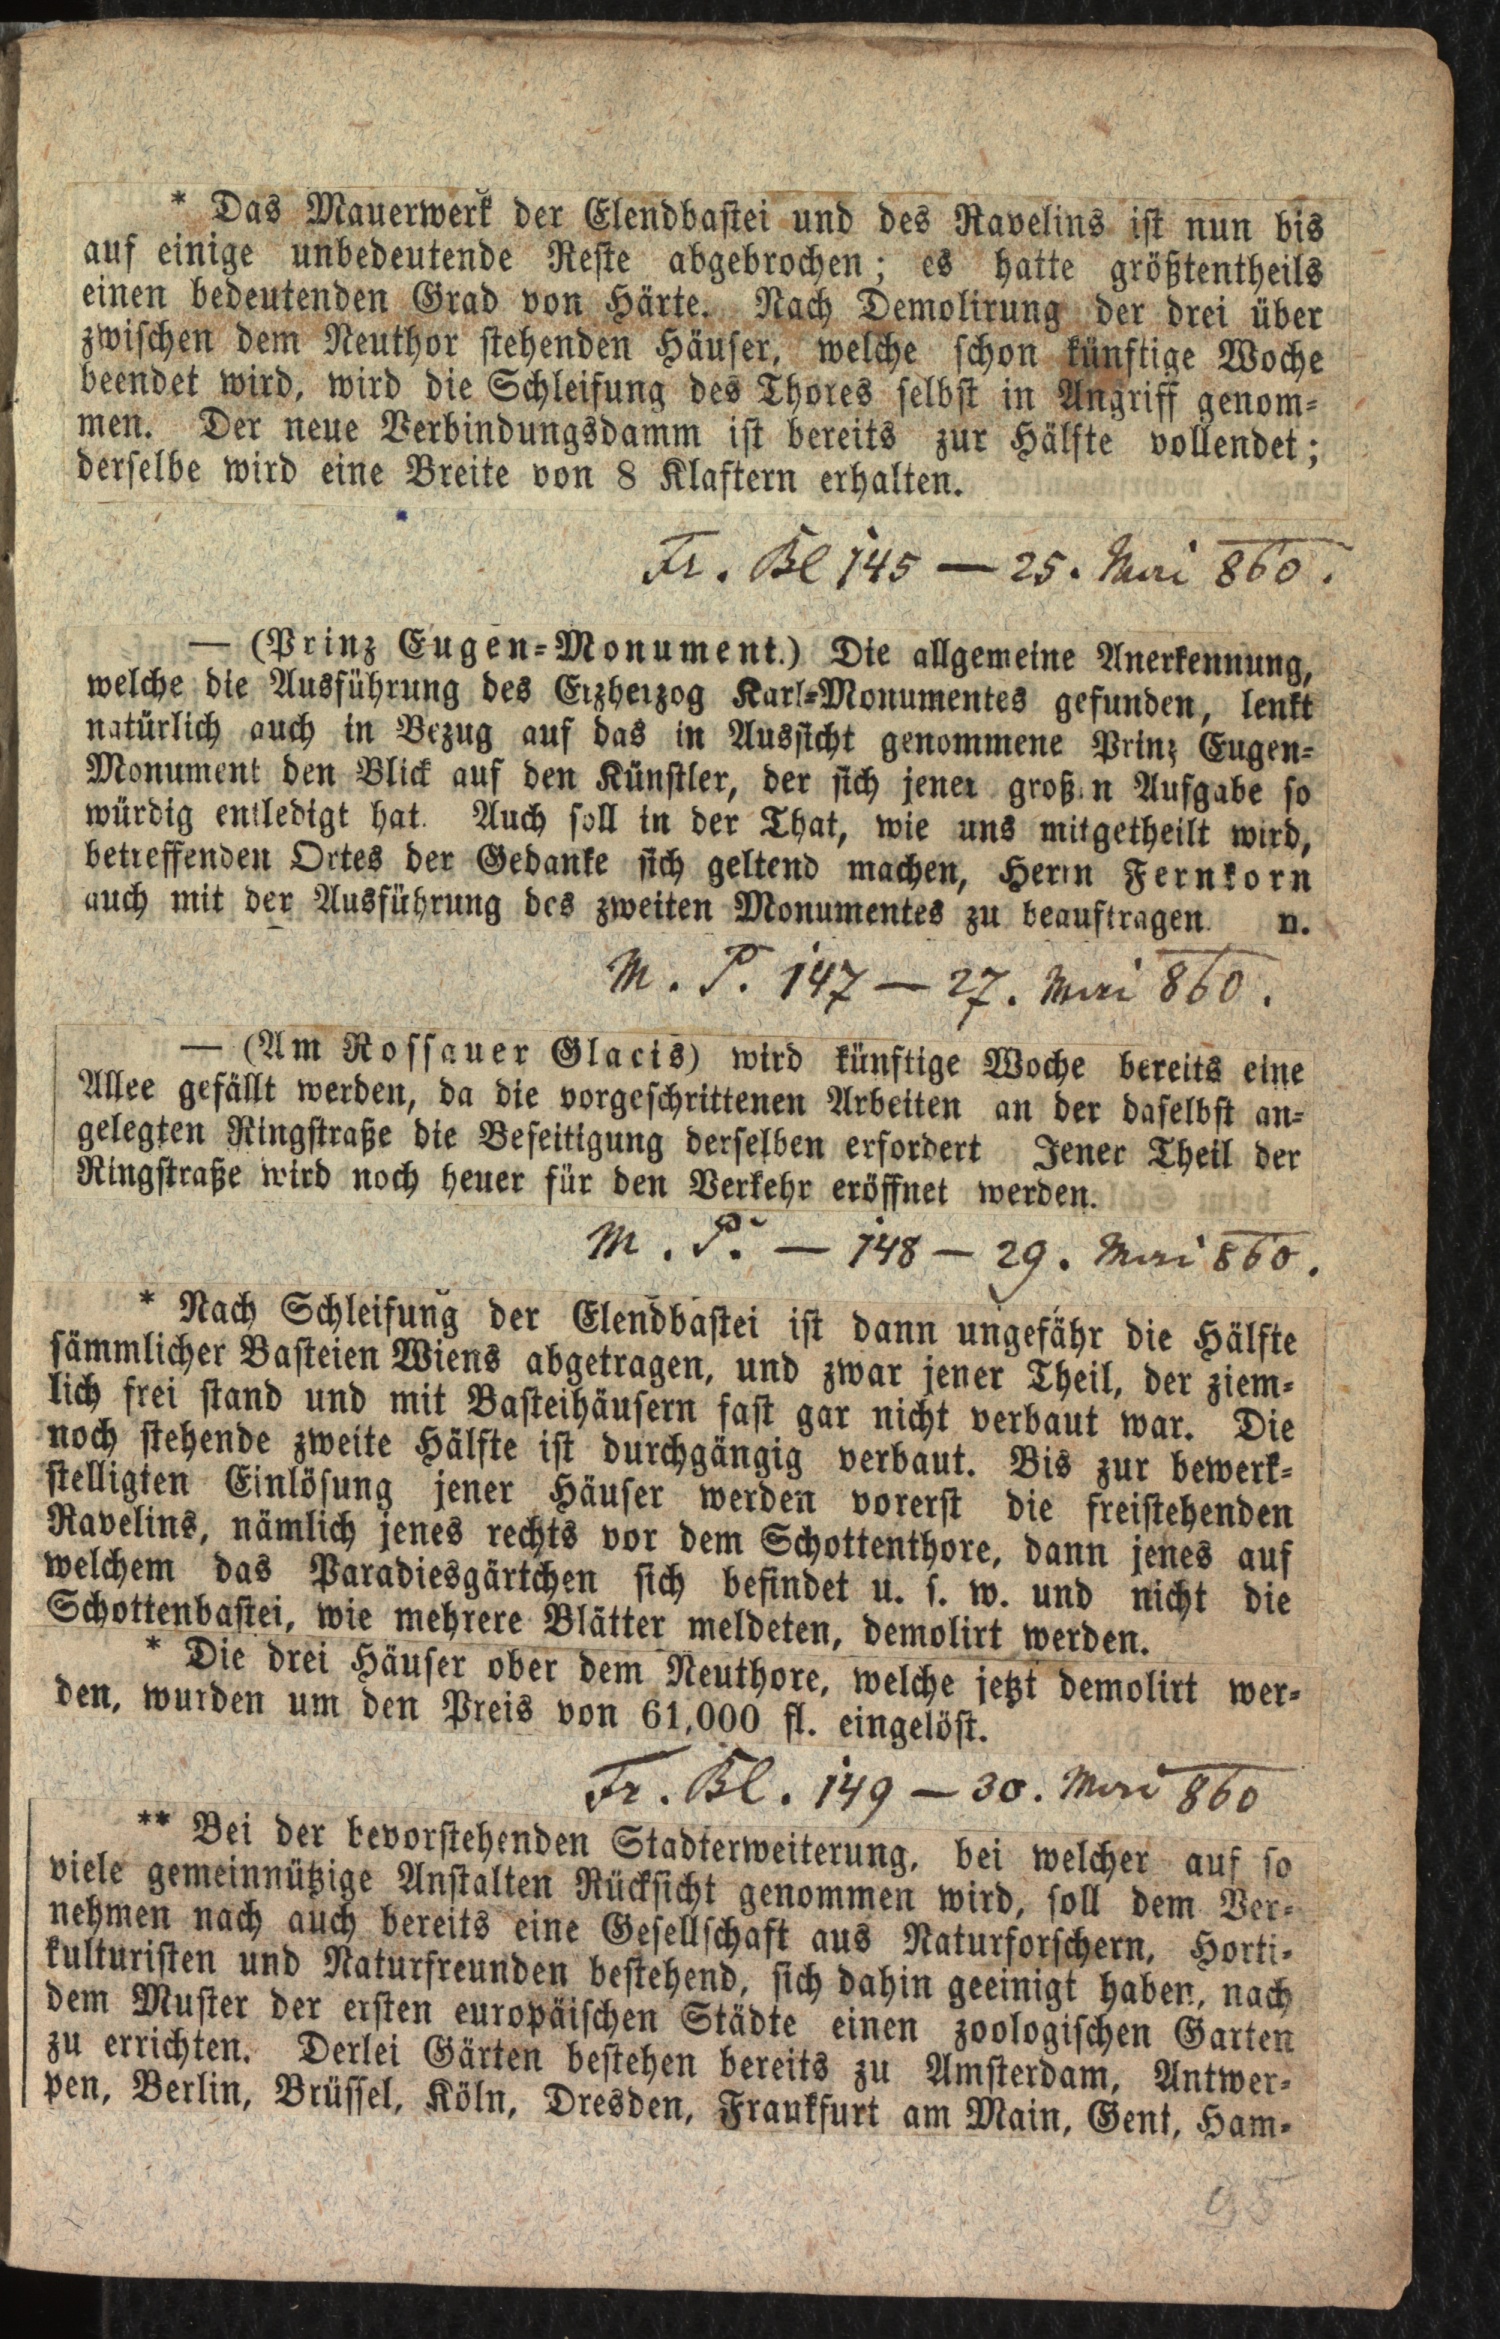 * Das Mauerwerk der Elendbastei und des Ravelins ist nun bis
auf einige unbedeutende Reste abgebrochen; es hatte größtentheils
einen bedeutenden Grad von Härte. Nach Demolirung der drei über
zwischen dem Neuthor stehenden Häuser, welche schon künftige Woche
beendet wird, wird die Schleifung des Thores selbst in Angriff genom-
men. Der neue Verbindungsdamm ist bereits zur Hälfte vollendet;
derselbe wird eine Breite von 8 Klaftern erhalten.
Fr. Bl 145 — 25. Mai 860.
— (Prinz Eugen-Monument.) Die allgemeine Anerkennung,
welche die Ausführung des Erzherzog Karl-Monumentes gefunden, lenkt
natürlich auch in Bezug auf das in Aussicht genommene Prinz Eugen-
Monument den Blick auf den Künstler, der sich jener groß.n Aufgabe so
würdig entledigt hat. Auch soll in der That, wie uns mitgetheilt wird,
betreffenden Ortes der Gedanke sich geltend machen, Herrn Fernkorn
auch mit der Ausführung des zweiten Monumentes zu beauftragen. n.
M. P. 147 — 27. Mai 860.
— (Am Rossauer Glacis) wird künftige Woche bereits eine
Allee gefällt werden, da die vorgeschrittenen Arbeiten an der daselbst an-
gelegten Ringstraße die Beseitigung derselben erfordert Jener Theil der
Ringstraße wird noch heuer für den Verkehr eröffnet werden.
M. P. — 148 — 29. Mai 860.
* Nach Schleifung der Elendbastei ist dann ungefähr die Hälfte
sämmlicher Basteien Wiens abgetragen, und zwar jener Theil, der ziem-
lich frei stand und mit Basteihäusern fast gar nicht verbaut war. Die
noch stehende zweite Hälfte ist durchgängig verbaut. Bis zur bewerk-
stelligten Einlösung jener Häuser werden vorerst die freistehenden
Ravelins, nämlich jenes rechts vor dem Schottenthore, dann jenes auf
welchem das Paradiesgärtchen sich befindet u. s. w. und nicht die
Schottenbastei, wie mehrere Blätter meldeten, demolirt werden.
* Die drei Häuser ober dem Neuthore, welche jetzt demolirt wer-
den, wurden um den Preis von 61,000 fl. eingelöst.
Fr. Bl. 149 — 30. Mai 860
** Bei der bevorstehenden Stadterweiterung, bei welcher auf so
viele gemeinnützige Anstalten Rücksicht genommen wird, soll dem Ver-
nehmen nach auch bereits eine Gesellschaft aus Naturforschern, Horti-
kulturisten und Naturfreunden bestehend, sich dahin geeinigt haben, nach
dem Muster der ersten europäischen Städte einen zoologischen Garten
zu errichten. Derlei Gärten bestehen bereits zu Amsterdam, Antwer-
pen, Berlin, Brüssel, Köln, Dresden, Frankfurt am Main, Gent, Ham-
95